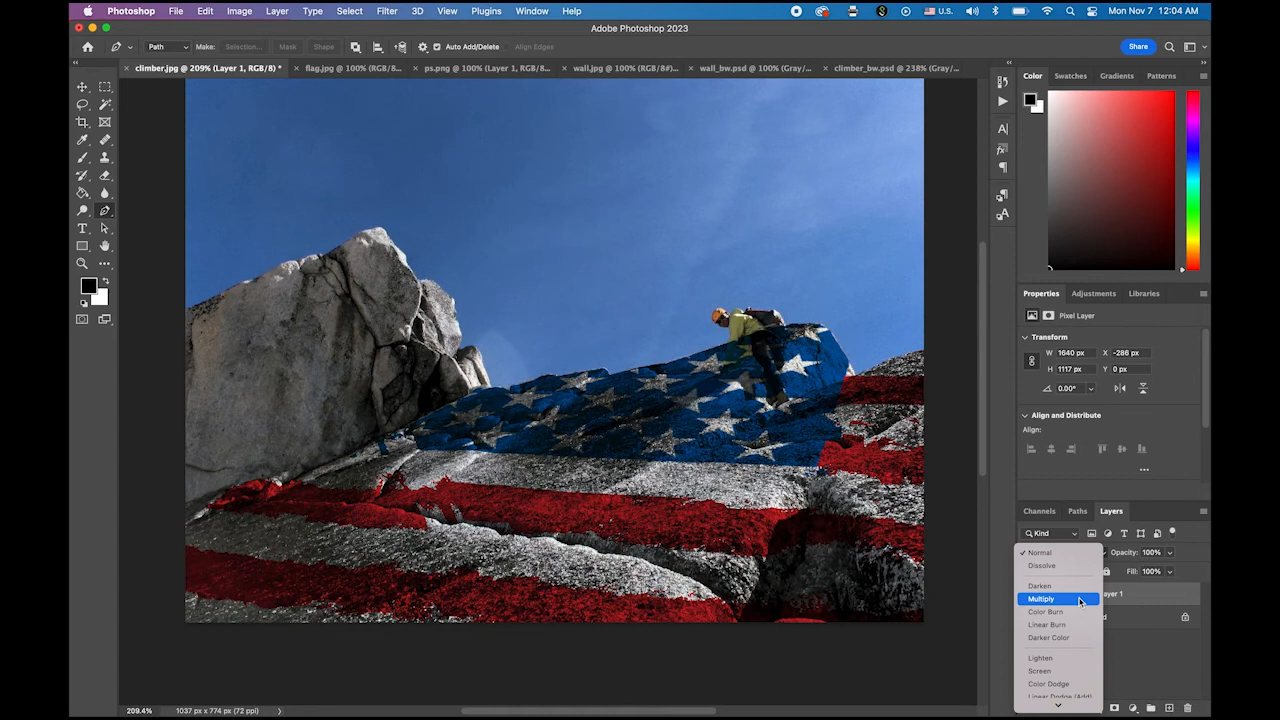 Photoshop File Edit Image Layer Type Select Filter 3D View Plugins Window Help U.S. Mon Nov 7 12:04 AM
Adobe Photoshop 2023
Path Make: Selection... Mask Shape Auto Add/Delete Align Edges Share
climber.jpg @ 209% (Layer 1, RGB/8) * flag.jpg @ 100% (RGB/8... ps.png @ 100% (Layer 1, RGB/8... wall.jpg @ 100% (RGB/8#)... wall_bw.psd @ 100% (Gray/... climber_bw.psd @ 238% (Gray/...
Color Swatches Gradients Patterns
Properties Adjustments Libraries
Pixel Layer
Transform
W 1640 px X -286 px
H 1117 px Y 0 px
0.00°
Align and Distribute
Align:
Channels Paths Layers
Kind
Normal Opacity: 100%
Dissolve Fill: 100%
Darken
Multiply ayer 1
Color Burn
Linear Burn
Darker Color
Lighten
Screen
Color Dodge
Linear Dodge (Add)
209.4% 1037 px x 774 px (72 ppi)